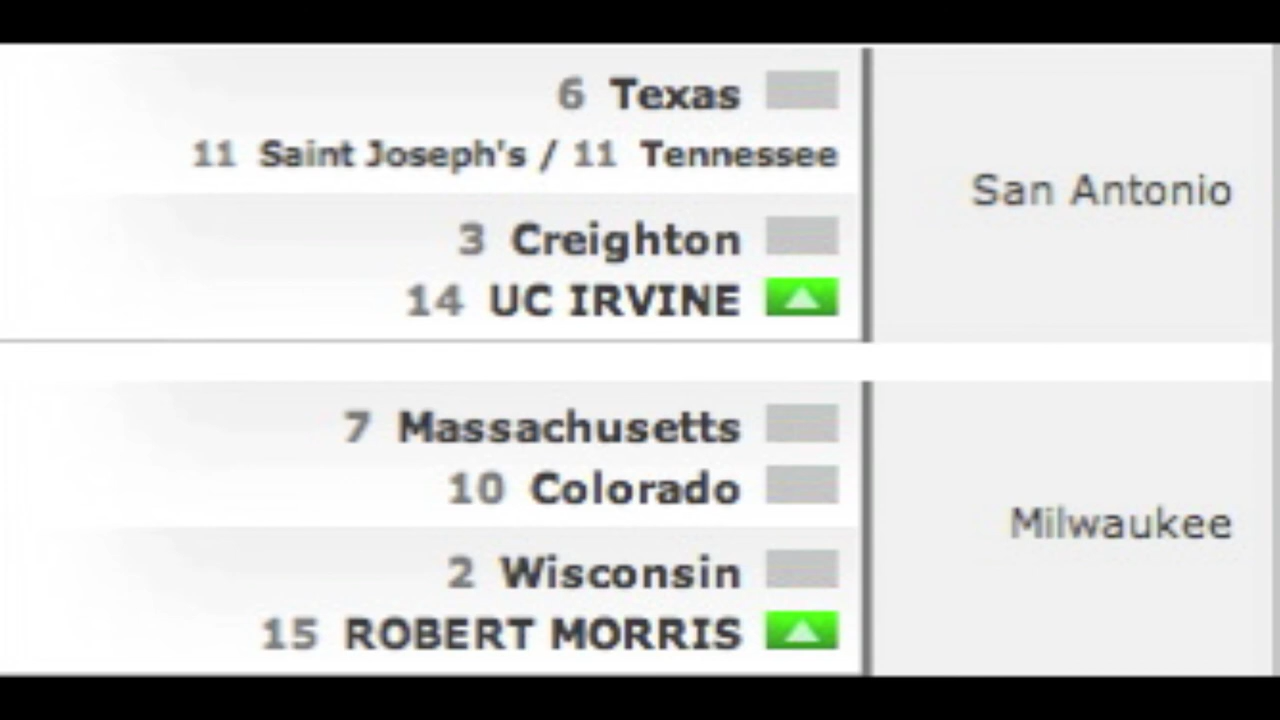 6 Texas
11 Saint Joseph's / 11 Tennessee
San Antonio
3 Creighton
14 UC IRVINE
7 Massachusetts
10 Colorado
Milwaukee
2 Wisconsin
15 ROBERT MORRIS